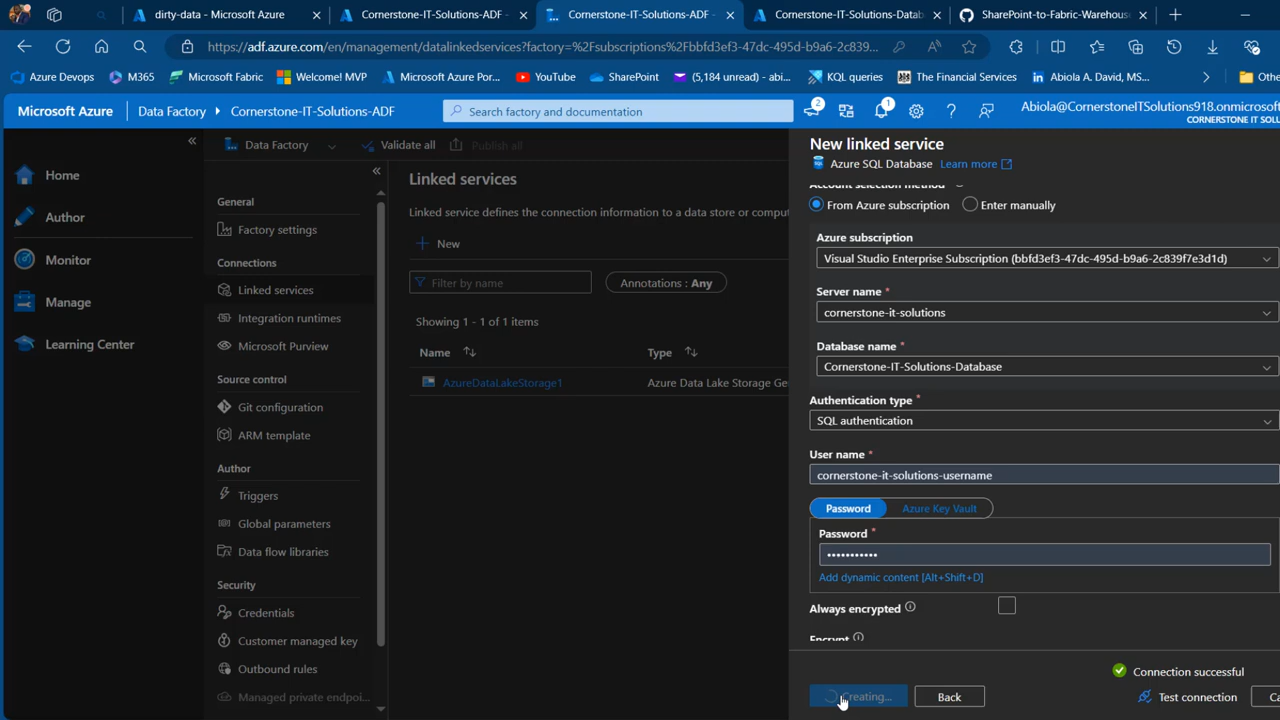 dirty-data - Microsoft Azure
Cornerstone-IT-Solutions-ADF -
Cornerstone-IT-Solutions-ADF -
Cornerstone-IT-Solutions-Datab
SharePoint-to-Fabric-Warehous
https://adf.azure.com/en/management/datalinkedservices?factory=%2Fsubscriptions%2Fbbfd3ef3-47dc-495d-b9a6-2c839...
Azure Devops
M365
Microsoft Fabric
Welcome! MVP
Microsoft Azure Por...
YouTube
SharePoint
(5,184 unread) - abi...
KQL queries
The Financial Services
Abiola A. David, MS...
Othe
Microsoft Azure
Data Factory
Cornerstone-IT-Solutions-ADF
Search factory and documentation
2
1
Abiola@CornerstoneITSolutions918.onmicrosof
CORNERSTONE IT SOLU
Home
Author
Monitor
Manage
Learning Center
Data Factory
Validate all
Publish all
General
Factory settings
Connections
Linked services
Integration runtimes
Microsoft Purview
Source control
Git configuration
ARM template
Author
Triggers
Global parameters
Data flow libraries
Security
Credentials
Customer managed key
Outbound rules
Managed private endpoi...
Linked services
Linked service defines the connection information to a data store or compu
New
Filter by name
Annotations : Any
Showing 1 - 1 of 1 items
Name
Type
AzureDataLakeStorage1
Azure Data Lake Storage Ge
New linked service
Azure SQL Database
Learn more
Account selection method
From Azure subscription
Enter manually
Azure subscription
Visual Studio Enterprise Subscription (bbfd3ef3-47dc-495d-b9a6-2c839f7e3d1d)
Server name *
cornerstone-it-solutions
Database name *
Cornerstone-IT-Solutions-Database
Authentication type *
SQL authentication
User name *
cornerstone-it-solutions-username
Password
Azure Key Vault
Password *
•••••••••••
Add dynamic content [Alt+Shift+D]
Always encrypted
Encrypt
Connection successful
Creating...
Back
Test connection
Ca